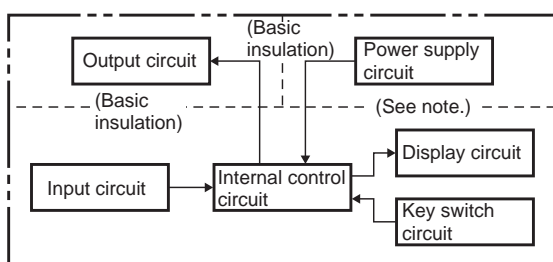 Output circuit
(Basic
insulation)
Power supply
circuit
(Basic
insulation)
(See note.)
Input circuit
Internal control
circuit
Display circuit
Key switch
circuit